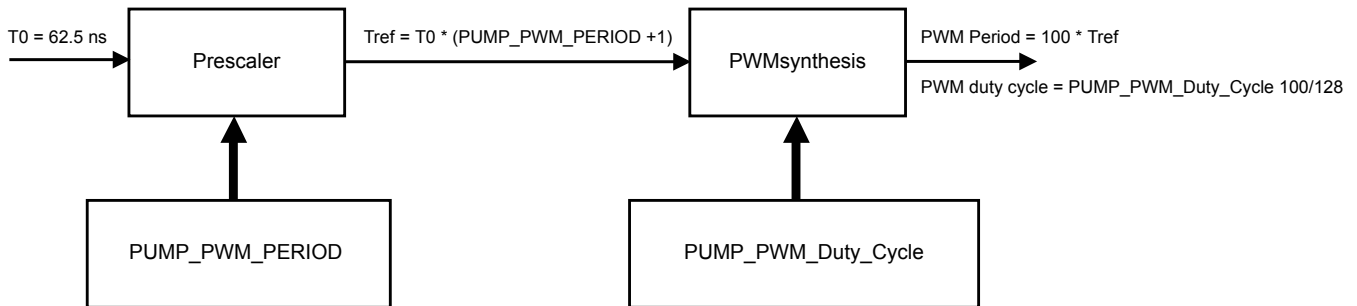 T0 = 62.5 ns
Prescaler
Tref = T0 * (PUMP_PWM_PERIOD +1)
PWMsynthesis
PWM Period = 100 * Tref
PWM duty cycle = PUMP_PWM_Duty_Cycle 100/128
PUMP_PWM_PERIOD
PUMP_PWM_Duty_Cycle